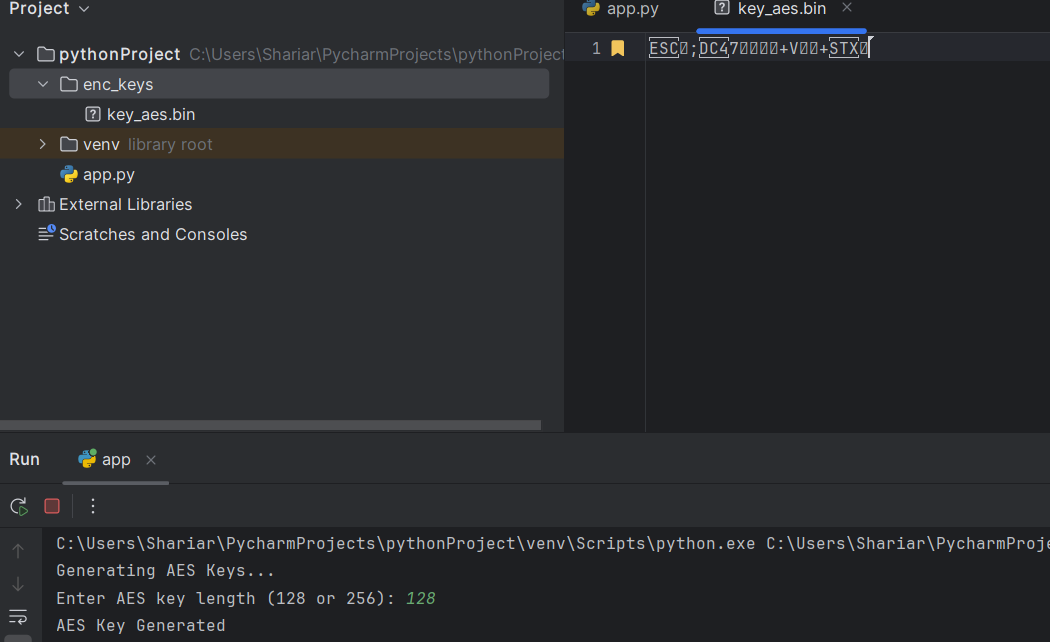 Project
app.py
key_aes.bin
pythonProject C:\Users\Shariar\PycharmProjects\pythonProject
1
ESC▯;DC47▯▯▯▯+V▯▯+STX▯
enc_keys
key_aes.bin
venv library root
app.py
External Libraries
Scratches and Consoles
Run
app
C:\Users\Shariar\PycharmProjects\pythonProject\venv\Scripts\python.exe C:\Users\Shariar\PycharmProje
Generating AES Keys...
Enter AES key length (128 or 256): 128
AES Key Generated